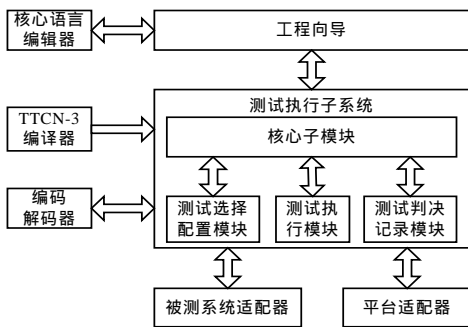 核心语言
编辑器
工程向导
测试执行子系统
TTCN-3
编译器
核心子模块
编码
解码器
测试选择
配置模块
测试执
行模块
测试判决
记录模块
被测系统适配器
平台适配器